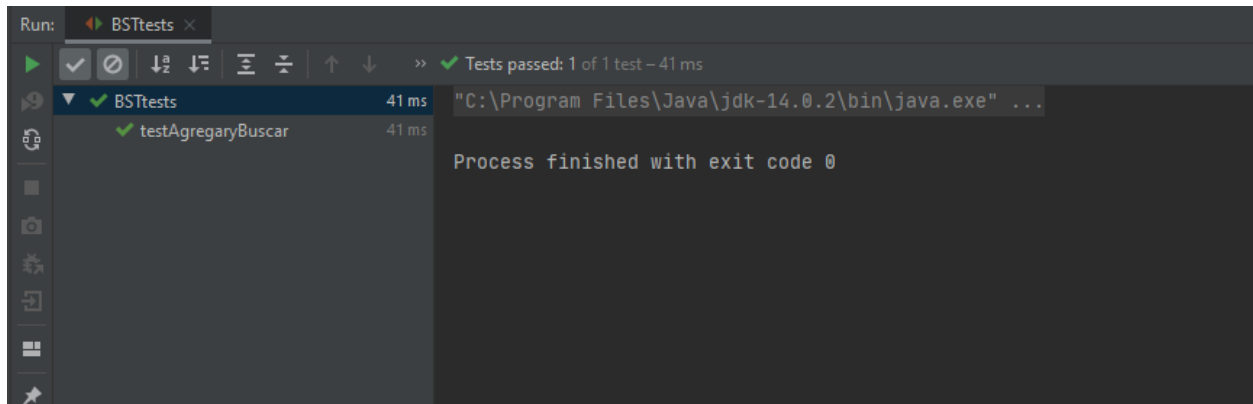 Run: BSTtests
Tests passed: 1 of 1 test – 41 ms
BSTtests 41 ms
testAgregaryBuscar 41 ms
"C:\Program Files\Java\jdk-14.0.2\bin\java.exe" ...
Process finished with exit code 0